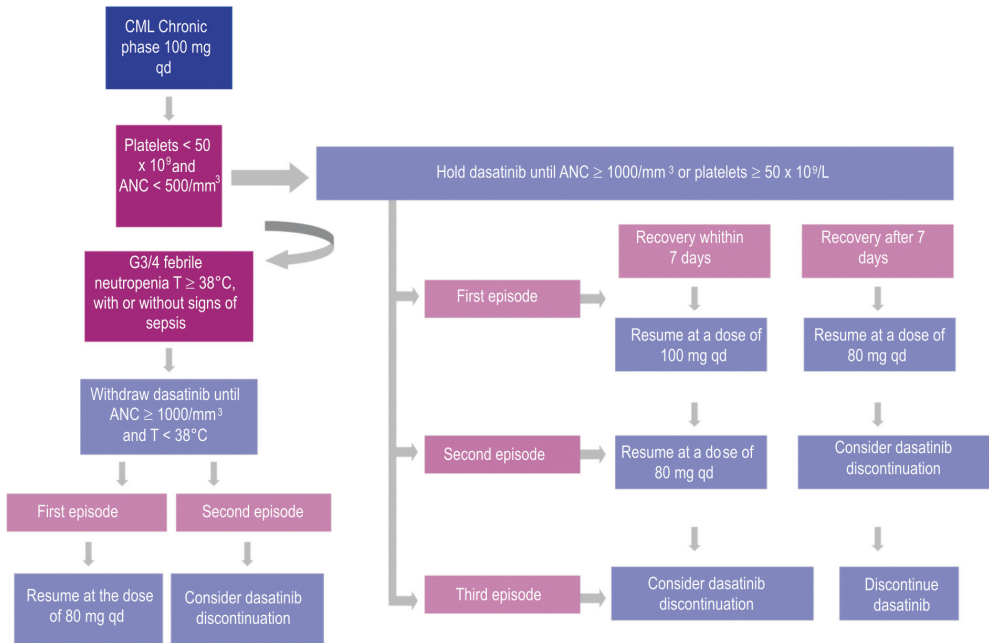 CML Chronic
phase 100 mg
qd
Platelets < 50
x 10⁹ and
ANC < 500/mm³
Hold dasatinib until ANC ≥ 1000/mm³ or platelets ≥ 50 x 10⁹/L
G3/4 febrile
neutropenia T ≥ 38°C,
with or without signs of
sepsis
Withdraw dasatinib until
ANC ≥ 1000/mm³
and T < 38°C
First episode
Second episode
Resume at the dose
of 80 mg qd
Consider dasatinib
discontinuation
Recovery whithin
7 days
Recovery after 7
days
First episode
Resume at a dose of
100 mg qd
Resume at a dose of
80 mg qd
Second episode
Resume at a dose of
80 mg qd
Consider dasatinib
discontinuation
Third episode
Consider dasatinib
discontinuation
Discontinue
dasatinib